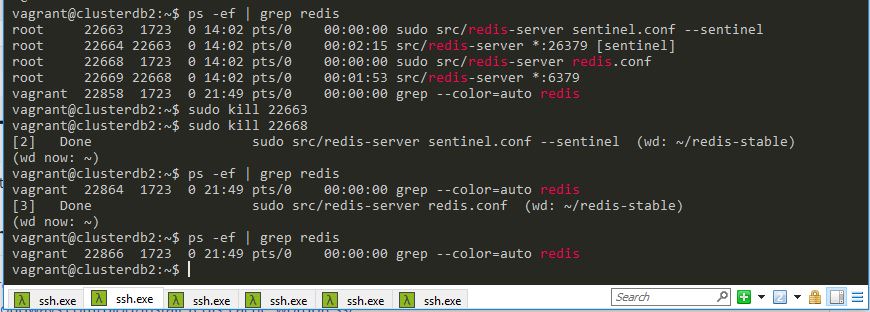 vagrant@clusterdb2:~$ ps -ef | grep redis
root     22663  1723  0 14:02 pts/0    00:00:00 sudo src/redis-server sentinel.conf --sentinel
root     22664 22663  0 14:02 pts/0    00:02:15 src/redis-server *:26379 [sentinel]
root     22668  1723  0 14:02 pts/0    00:00:00 sudo src/redis-server redis.conf
root     22669 22668  0 14:02 pts/0    00:01:53 src/redis-server *:6379
vagrant  22858  1723  0 21:49 pts/0    00:00:00 grep --color=auto redis
vagrant@clusterdb2:~$ sudo kill 22663
vagrant@clusterdb2:~$ sudo kill 22668
[2]   Done                    sudo src/redis-server sentinel.conf --sentinel  (wd: ~/redis-stable)
(wd now: ~)
vagrant@clusterdb2:~$ ps -ef | grep redis
vagrant  22864  1723  0 21:49 pts/0    00:00:00 grep --color=auto redis
[3]   Done                    sudo src/redis-server redis.conf  (wd: ~/redis-stable)
(wd now: ~)
vagrant@clusterdb2:~$ ps -ef | grep redis
vagrant  22866  1723  0 21:49 pts/0    00:00:00 grep --color=auto redis
vagrant@clusterdb2:~$
λ ssh.exe λ ssh.exe λ ssh.exe λ ssh.exe λ ssh.exe λ ssh.exe Search